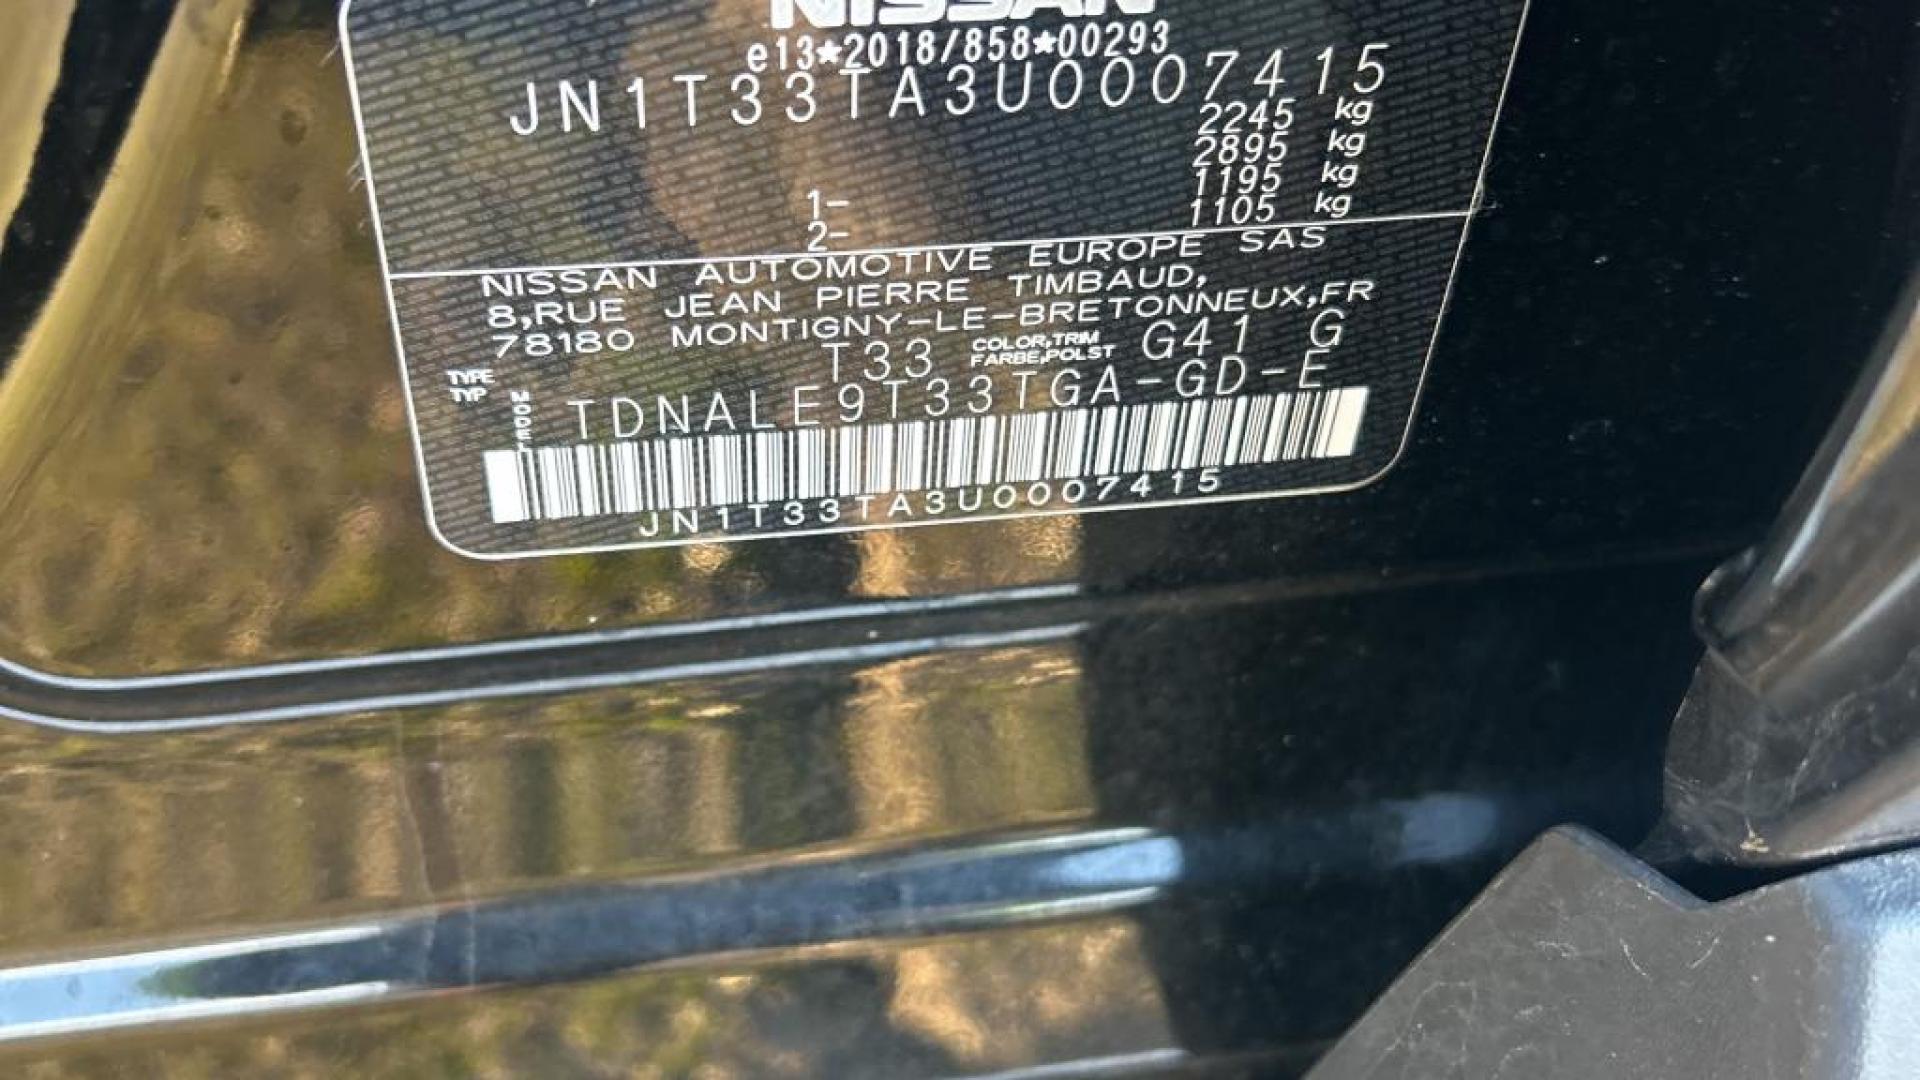 NISSAN
e13*2018/858*00293
JN1T33TA3U0007415
2245 kg
2895 kg
1- 1195 kg
2- 1105 kg
NISSAN AUTOMOTIVE EUROPE SAS
8,RUE JEAN PIERRE TIMBAUD,
78180 MONTIGNY-LE-BRETONNEUX,FR
TYPE TYP T33 COLOR,TRIM FARBE,POLST G41 G
MODEL TDNALE9T33TGA-GD-E
JN1T33TA3U0007415